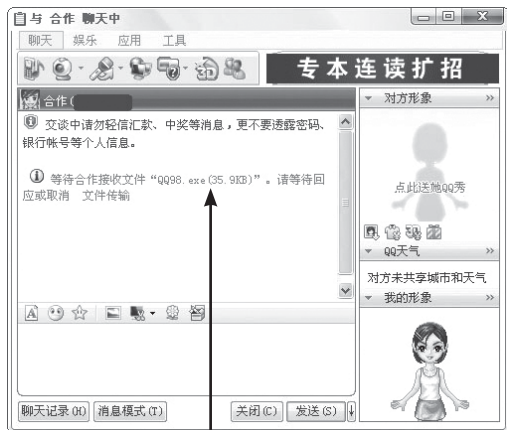 与 合作 聊天中
聊天 娱乐 应用 工具
专本连读扩招
合作(
交谈中请勿轻信汇款、中奖等消息，更不要透露密码、
银行帐号等个人信息。
等待合作接收文件“QQ98.exe(35.9KB)”。请等待回
应或取消 文件传输
聊天记录(H) 消息模式(T) 关闭(C) 发送(S)
对方形象
点此送她QQ秀
QQ天气
对方未共享城市和天气
我的形象